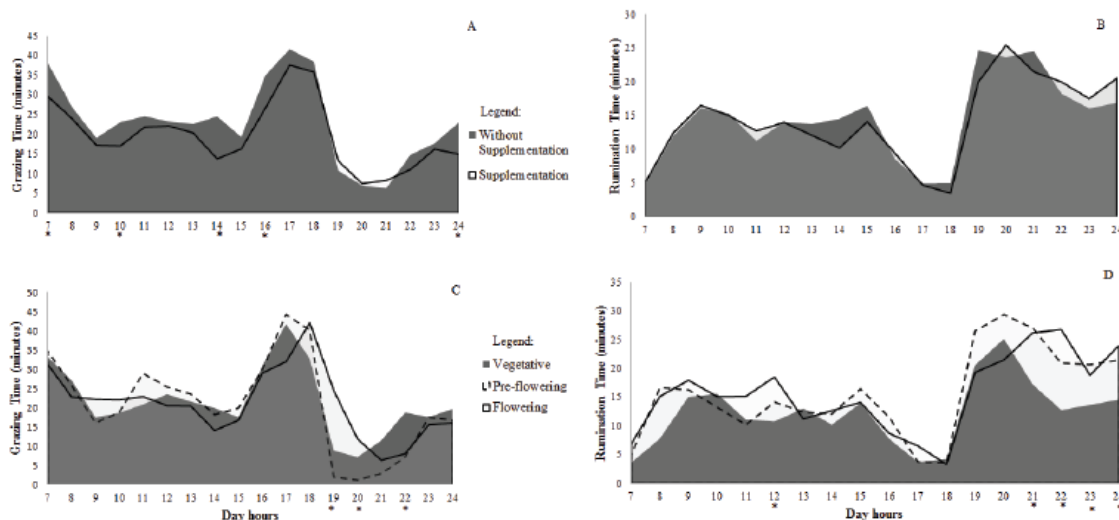 A
Grazing Time (minutes)
45
40
35
30
25
20
15
10
5
0
7 8 9 10 11 12 13 14 15 16 17 18 19 20 21 22 23 24
* * * * *
Legend:
Without
Supplementation
Supplementation
B
Rumination Time (minutes)
30
25
20
15
10
5
0
7 8 9 10 11 12 13 14 15 16 17 18 19 20 21 22 23 24
C
Grazing Time (minutes)
50
45
40
35
30
25
20
15
10
5
0
7 8 9 10 11 12 13 14 15 16 17 18 19 20 21 22 23 24
* * *
Day hours
Legend:
Vegetative
Pre-flowering
Flowering
D
Rumination Time (minutes)
35
30
25
20
15
10
5
0
7 8 9 10 11 12 13 14 15 16 17 18 19 20 21 22 23 24
* * * * *
Day hours